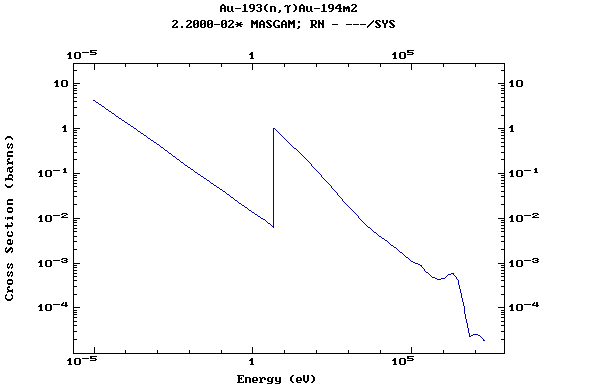 Au-193(n,γ)Au-194m2
2.2000-02* MASGAM; RN - ---/SYS
10⁻⁵ 1 10⁵
10 10
1 1
10⁻¹ 10⁻¹
10⁻² 10⁻²
10⁻³ 10⁻³
10⁻⁴ 10⁻⁴
10⁻⁵ 1 10⁵
Cross Section (barns)
Energy (eV)